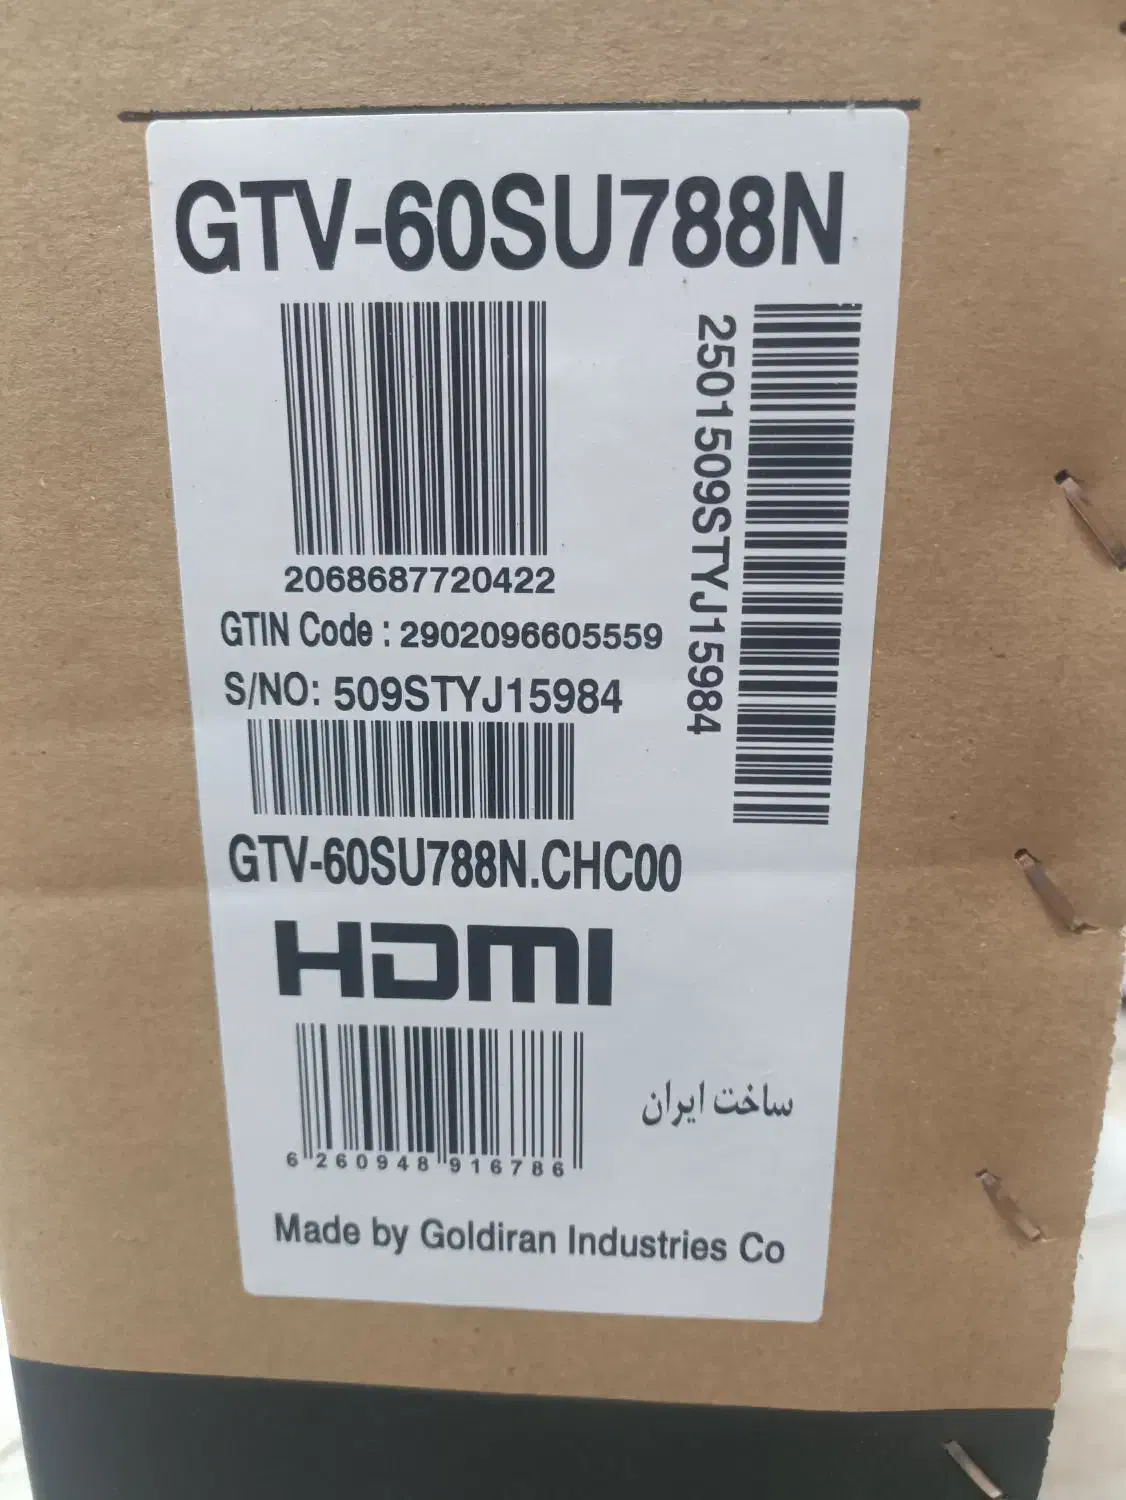 GTV-60SU788N
2501509STYJ15984
2068687720422
GTIN Code : 2902096605559
S/NO: 509STYJ15984
GTV-60SU788N.CHC00
HDMI
6 260948 916786
ساخت ایران
Made by Goldiran Industries Co